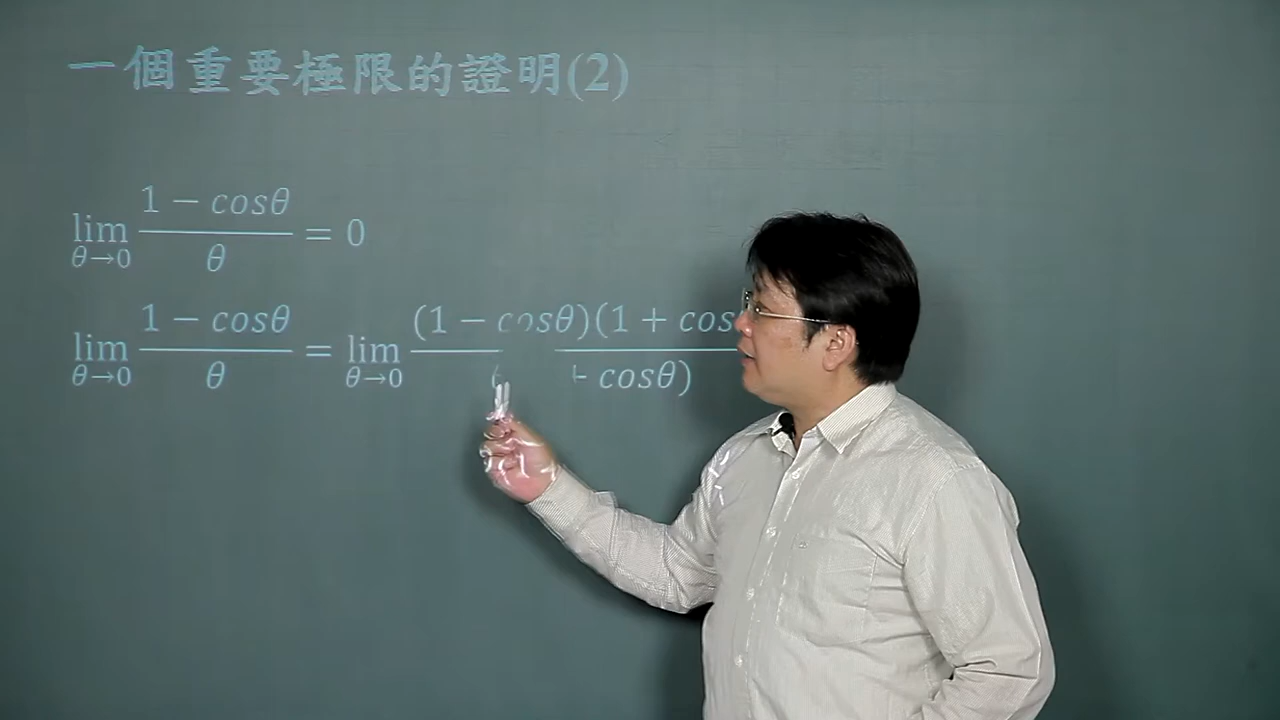 一個重要極限的證明(2)
lim θ→0 (1 − cosθ)/θ = 0
lim θ→0 (1 − cosθ)/θ = lim θ→0 (1 − cosθ)(1 + cos / cosθ)